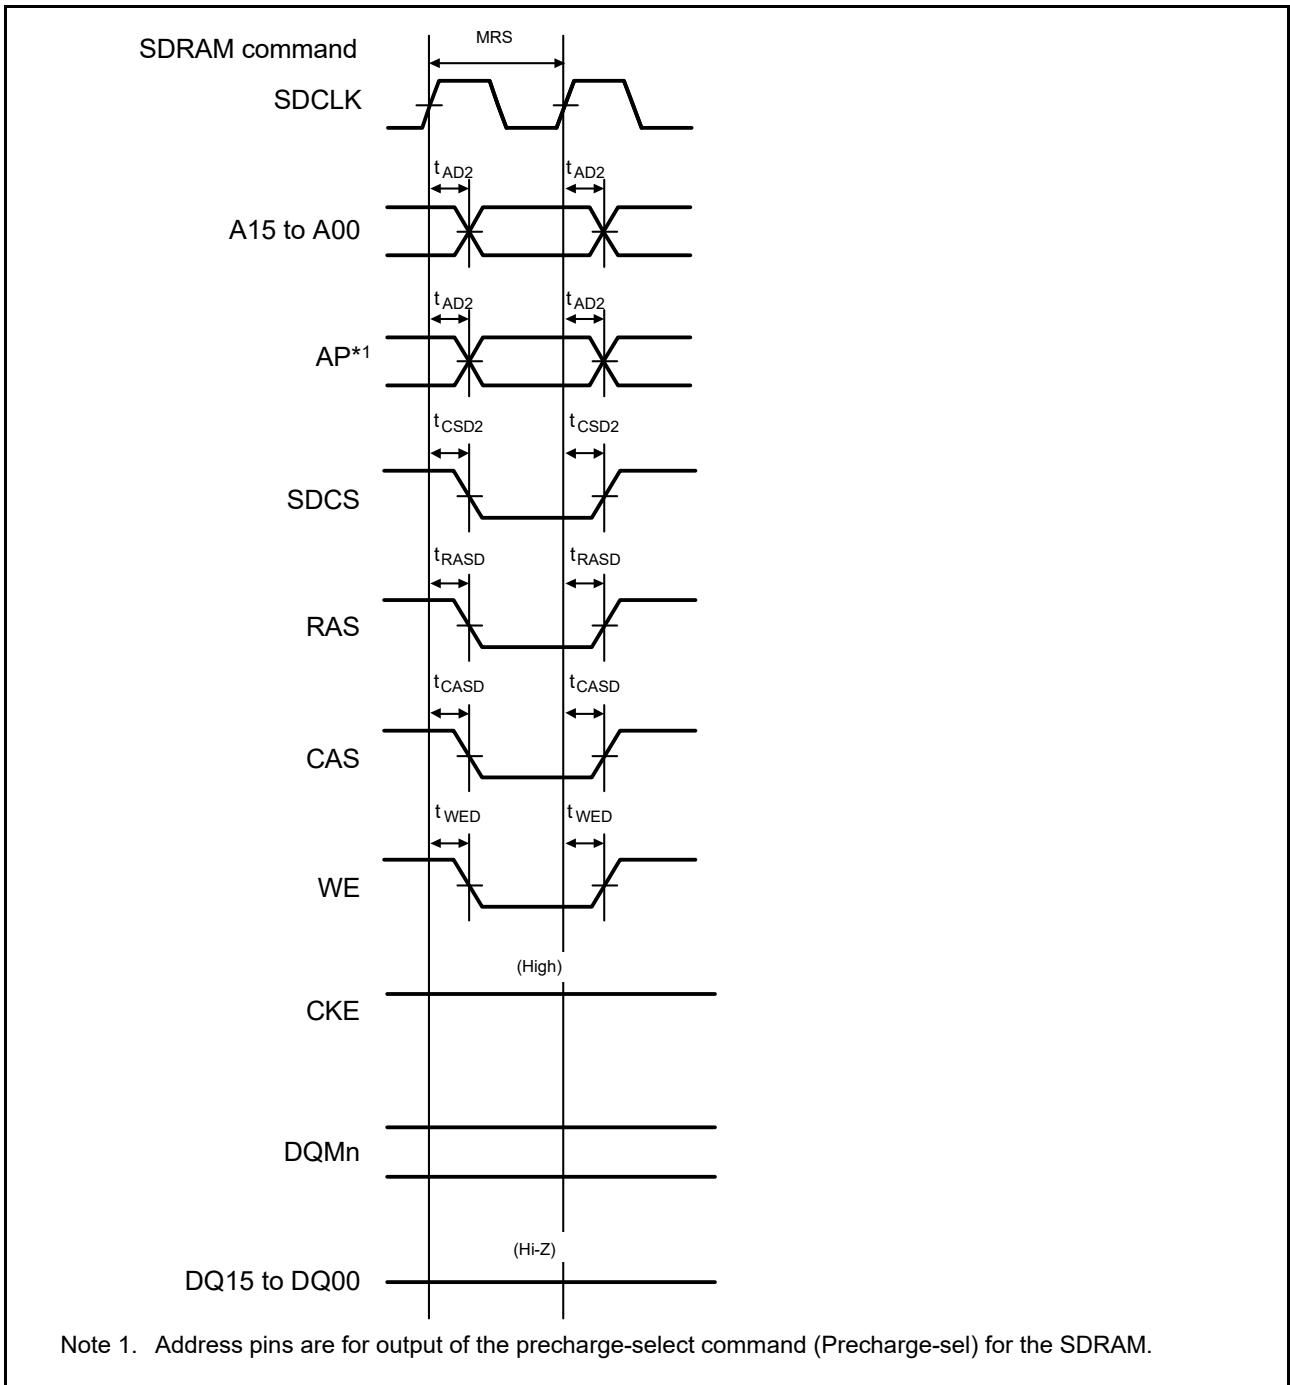 SDRAM command
MRS
SDCLK
tAD2 tAD2
A15 to A00
tAD2 tAD2
AP*1
tCSD2 tCSD2
SDCS
tRASD tRASD
RAS
tCASD tCASD
CAS
tWED tWED
WE
(High)
CKE
DQMn
(Hi-Z)
DQ15 to DQ00
Note 1. Address pins are for output of the precharge-select command (Precharge-sel) for the SDRAM.